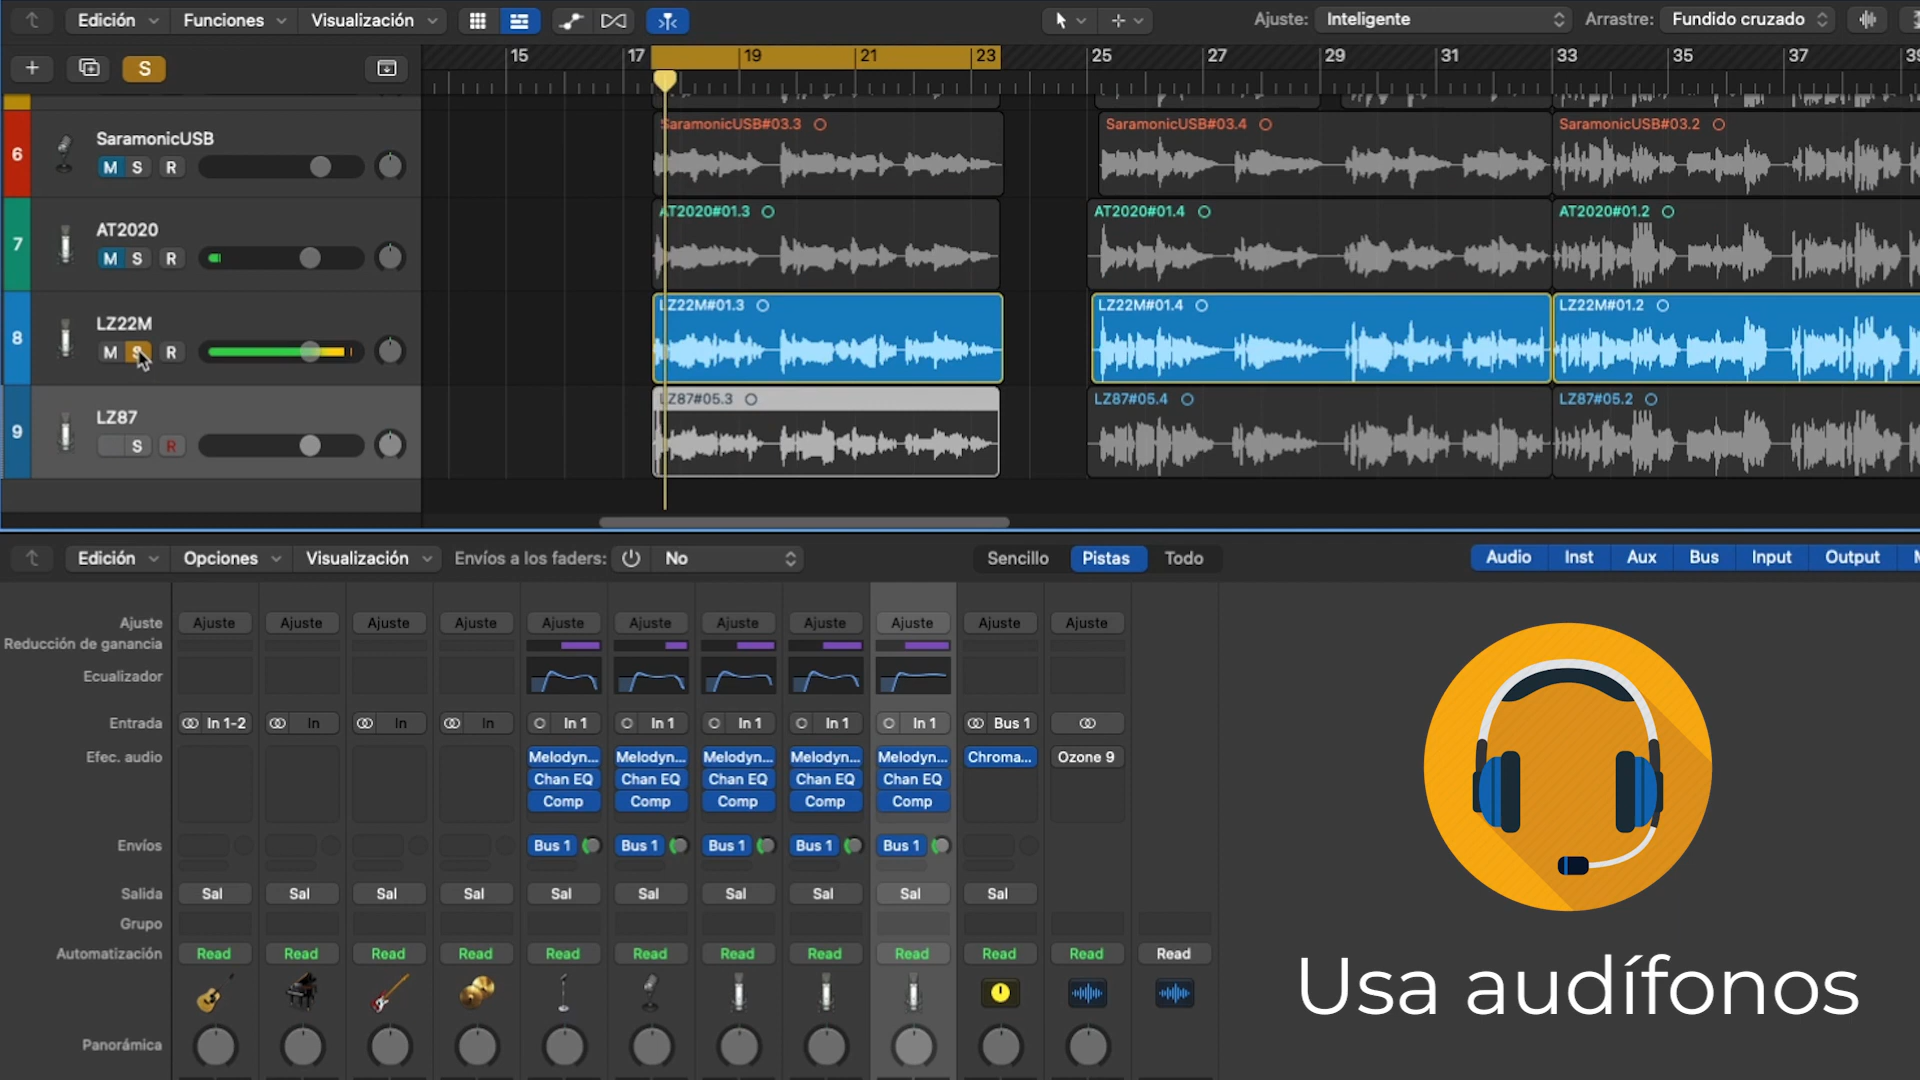 Edición Funciones Visualización Ajuste: Inteligente Arrastre: Fundido cruzado
S
15 17 19 21 23 25 27 29 31 33 35 37 39
6 SaramonicUSB
M S R
SaramonicUSB#03.3 SaramonicUSB#03.4 SaramonicUSB#03.2
7 AT2020
M S R
AT2020#01.3 AT2020#01.4 AT2020#01.2
8 LZ22M
M S R
LZ22M#01.3 LZ22M#01.4 LZ22M#01.2
9 LZ87
S R
LZ87#05.3 LZ87#05.4 LZ87#05.2
Edición Opciones Visualización Envíos a los faders: No Sencillo Pistas Todo Audio Inst Aux Bus Input Output
Ajuste Ajuste Ajuste Ajuste Ajuste Ajuste Ajuste Ajuste Ajuste Ajuste Ajuste Ajuste
Reducción de ganancia
Ecualizador
Entrada In 1-2 In In In In 1 In 1 In 1 In 1 In 1 Bus 1
Efec. audio Melodyn... Melodyn... Melodyn... Melodyn... Melodyn... Chroma... Ozone 9
Chan EQ Chan EQ Chan EQ Chan EQ Chan EQ
Comp Comp Comp Comp Comp
Envíos Bus 1 Bus 1 Bus 1 Bus 1 Bus 1
Salida Sal Sal Sal Sal Sal Sal Sal Sal Sal Sal
Grupo
Automatización Read Read Read Read Read Read Read Read Read Read Read Read
Panorámica
Usa audífonos